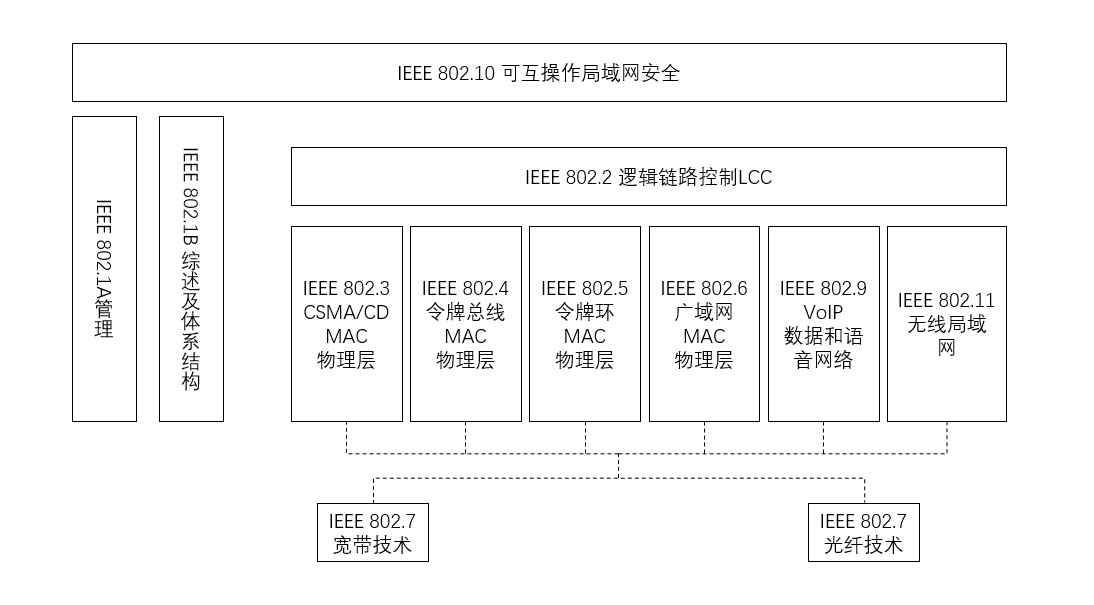 IEEE 802.10 可互操作局域网安全
IEEE 802.1A管理
IEEE 802.1B 综述及体系结构
IEEE 802.2 逻辑链路控制LCC
IEEE 802.3
CSMA/CD
MAC
物理层
IEEE 802.4
令牌总线
MAC
物理层
IEEE 802.5
令牌环
MAC
物理层
IEEE 802.6
广域网
MAC
物理层
IEEE 802.9
VoIP
数据和语
音网络
IEEE 802.11
无线局域
网
IEEE 802.7
宽带技术
IEEE 802.7
光纤技术